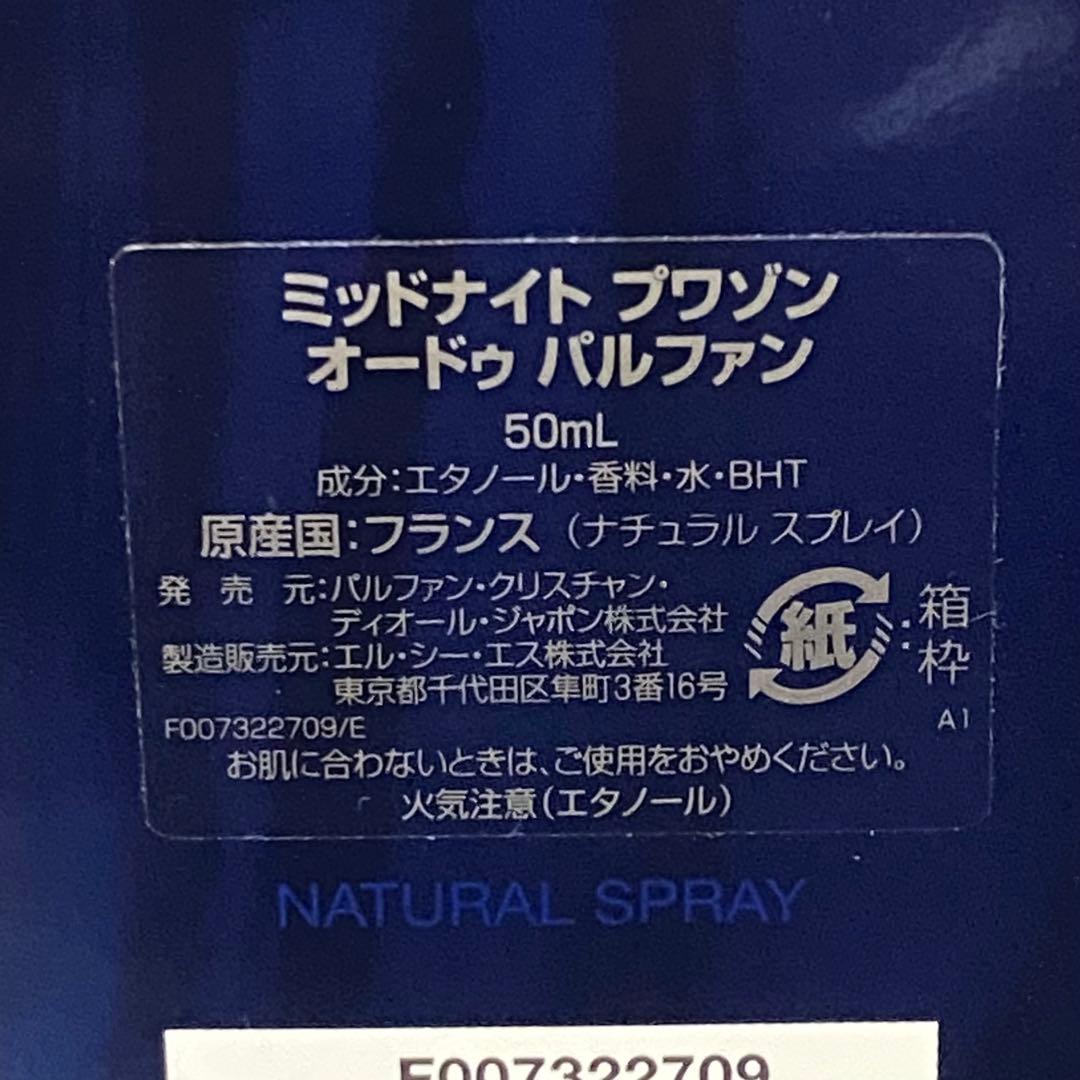 ミッドナイト プワゾン
オードゥ パルファン
50mL
成分:エタノール・香料・水・BHT
原産国:フランス (ナチュラル スプレイ)
発売元:パルファン・クリスチャン・
ディオール・ジャポン株式会社
製造販売元:エル・シー・エス株式会社
東京都千代田区隼町3番16号
紙:箱
枠
F007322709/E
A1
お肌に合わないときは、ご使用をおやめください。
火気注意(エタノール)
NATURAL SPRAY
F007322709